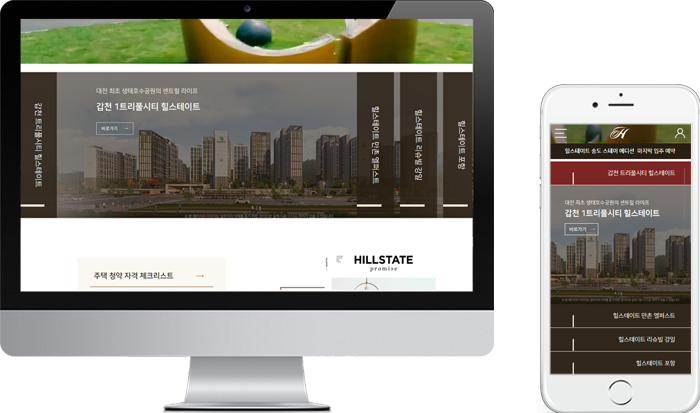 갑천 트리풀시티 힐스테이트
대전 최초 생태호수공원의 센트럴 라이프
갑천 1트리풀시티 힐스테이트
바로가기 →
힐스테이트 만촌 엘퍼스트
힐스테이트 리슈빌 강일
힐스테이트 포항
주택 청약 자격 체크리스트 →
HILLSTATE
promise
H
힐스테이트 송도 스테이 에디션 마지막 입주 예약
갑천 트리풀시티 힐스테이트
대전 최초 생태호수공원의 센트럴 라이프
갑천 1트리풀시티 힐스테이트
바로가기 →
힐스테이트 만촌 엘퍼스트
힐스테이트 리슈빌 강일
힐스테이트 포항